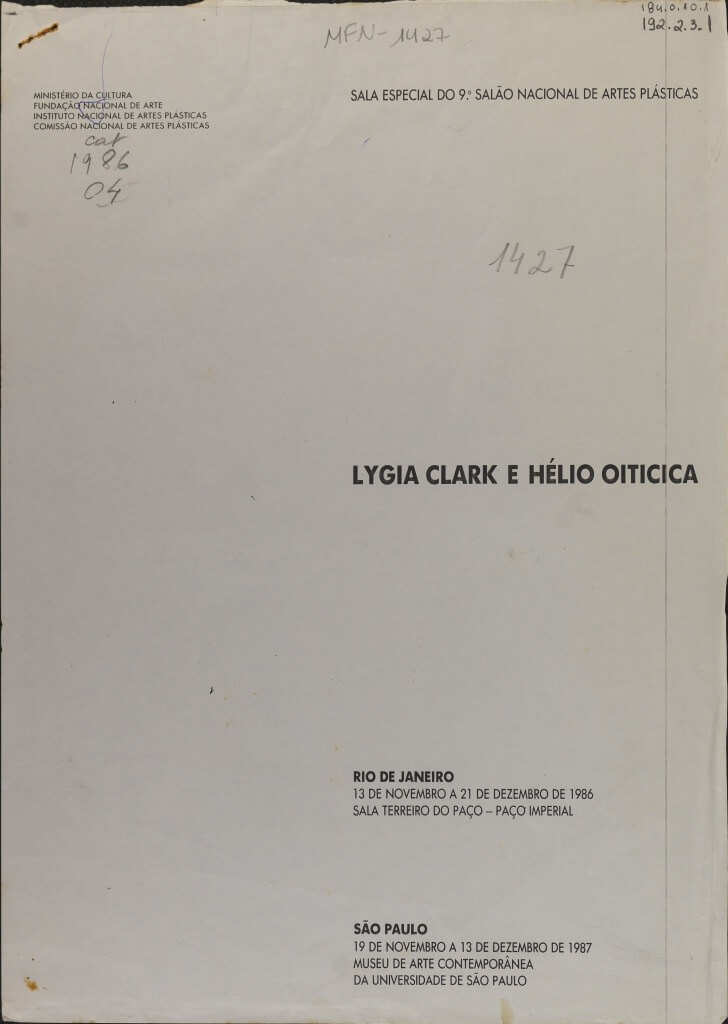 184.0.10.1
192.2.3.1
MFN-1427
MINISTÉRIO DA CULTURA
FUNDAÇÃO NACIONAL DE ARTE
INSTITUTO NACIONAL DE ARTES PLÁSTICAS
COMISSÃO NACIONAL DE ARTES PLÁSTICAS
cat
1986
04
SALA ESPECIAL DO 9.º SALÃO NACIONAL DE ARTES PLÁSTICAS
1427
LYGIA CLARK E HÉLIO OITICICA
RIO DE JANEIRO
13 DE NOVEMBRO A 21 DE DEZEMBRO DE 1986
SALA TERREIRO DO PAÇO – PAÇO IMPERIAL
SÃO PAULO
19 DE NOVEMBRO A 13 DE DEZEMBRO DE 1987
MUSEU DE ARTE CONTEMPORÂNEA
DA UNIVERSIDADE DE SÃO PAULO